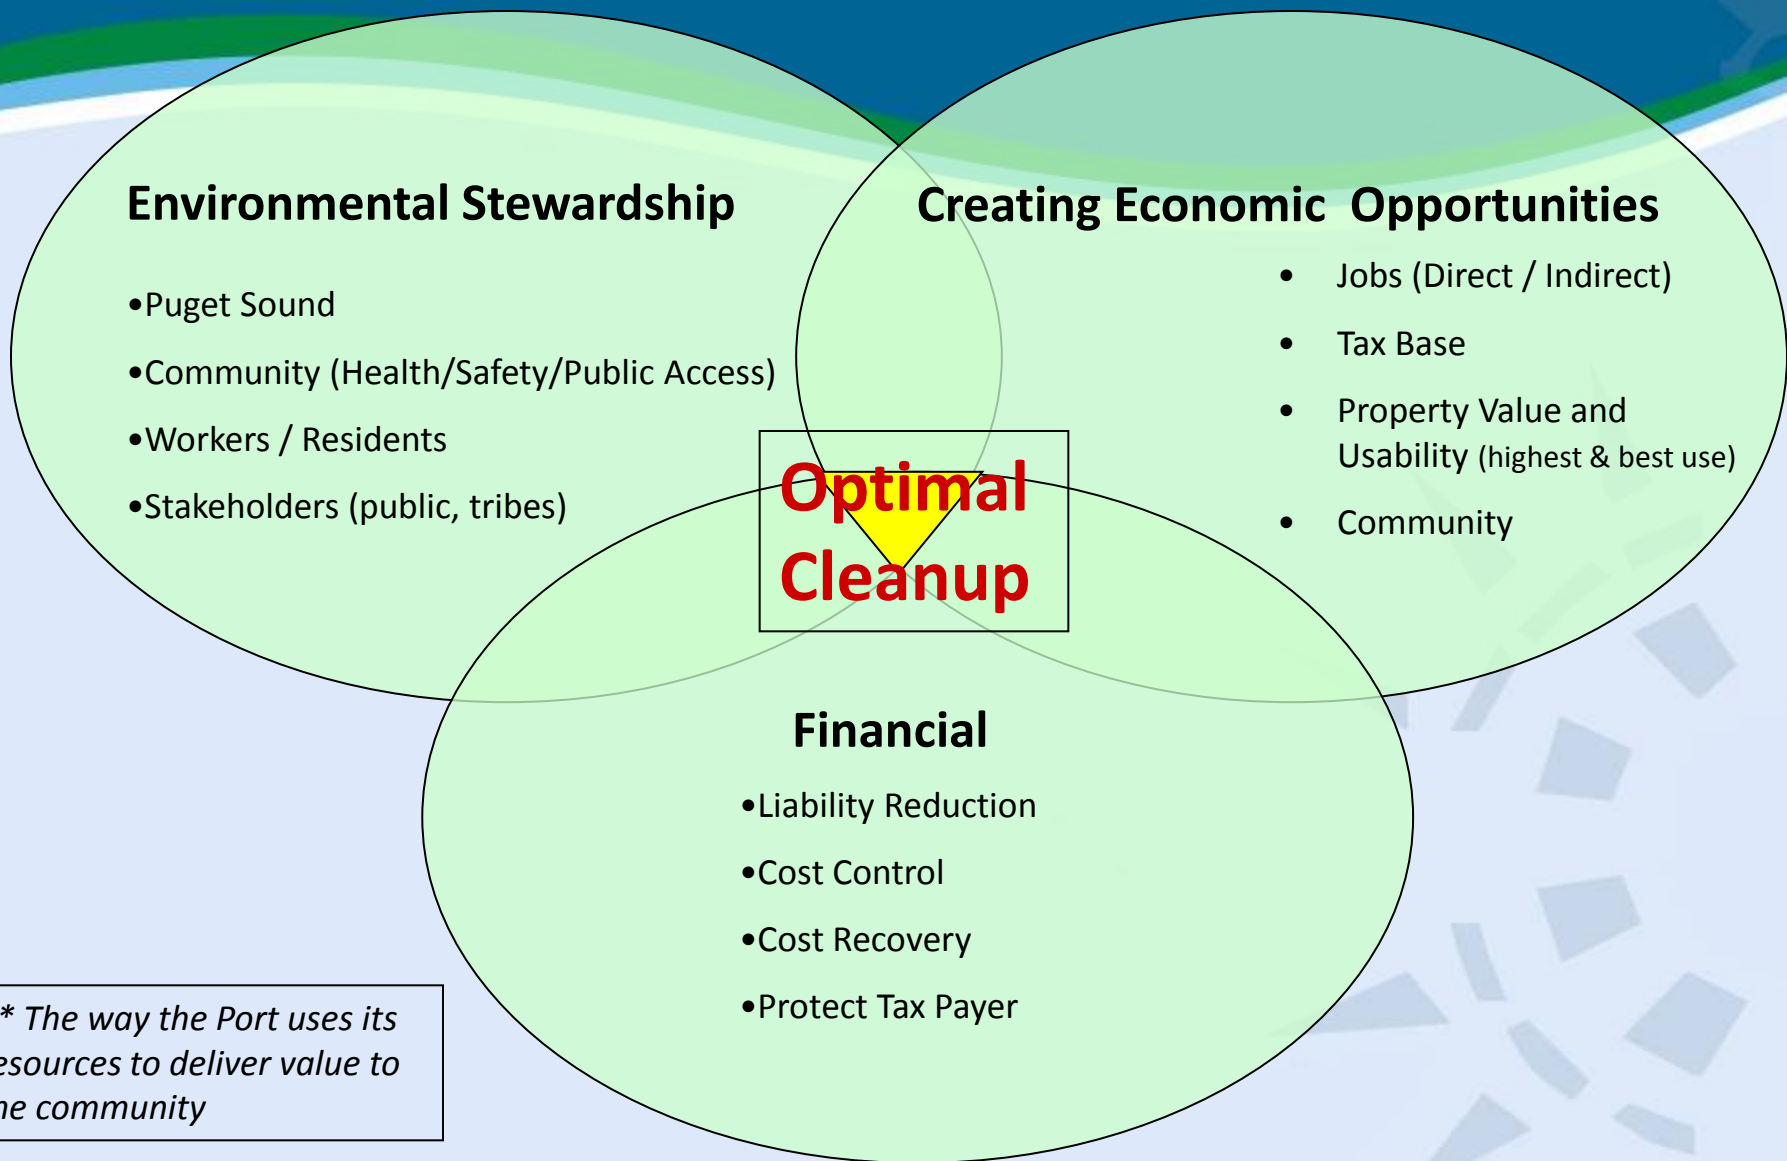 Environmental Stewardship
•Puget Sound
•Community (Health/Safety/Public Access)
•Workers / Residents
•Stakeholders (public, tribes)
Creating Economic Opportunities
• Jobs (Direct / Indirect)
• Tax Base
• Property Value and
Usability (highest & best use)
• Community
Optimal
Cleanup
Financial
•Liability Reduction
•Cost Control
•Cost Recovery
•Protect Tax Payer
* The way the Port uses its
esources to deliver value to
he community